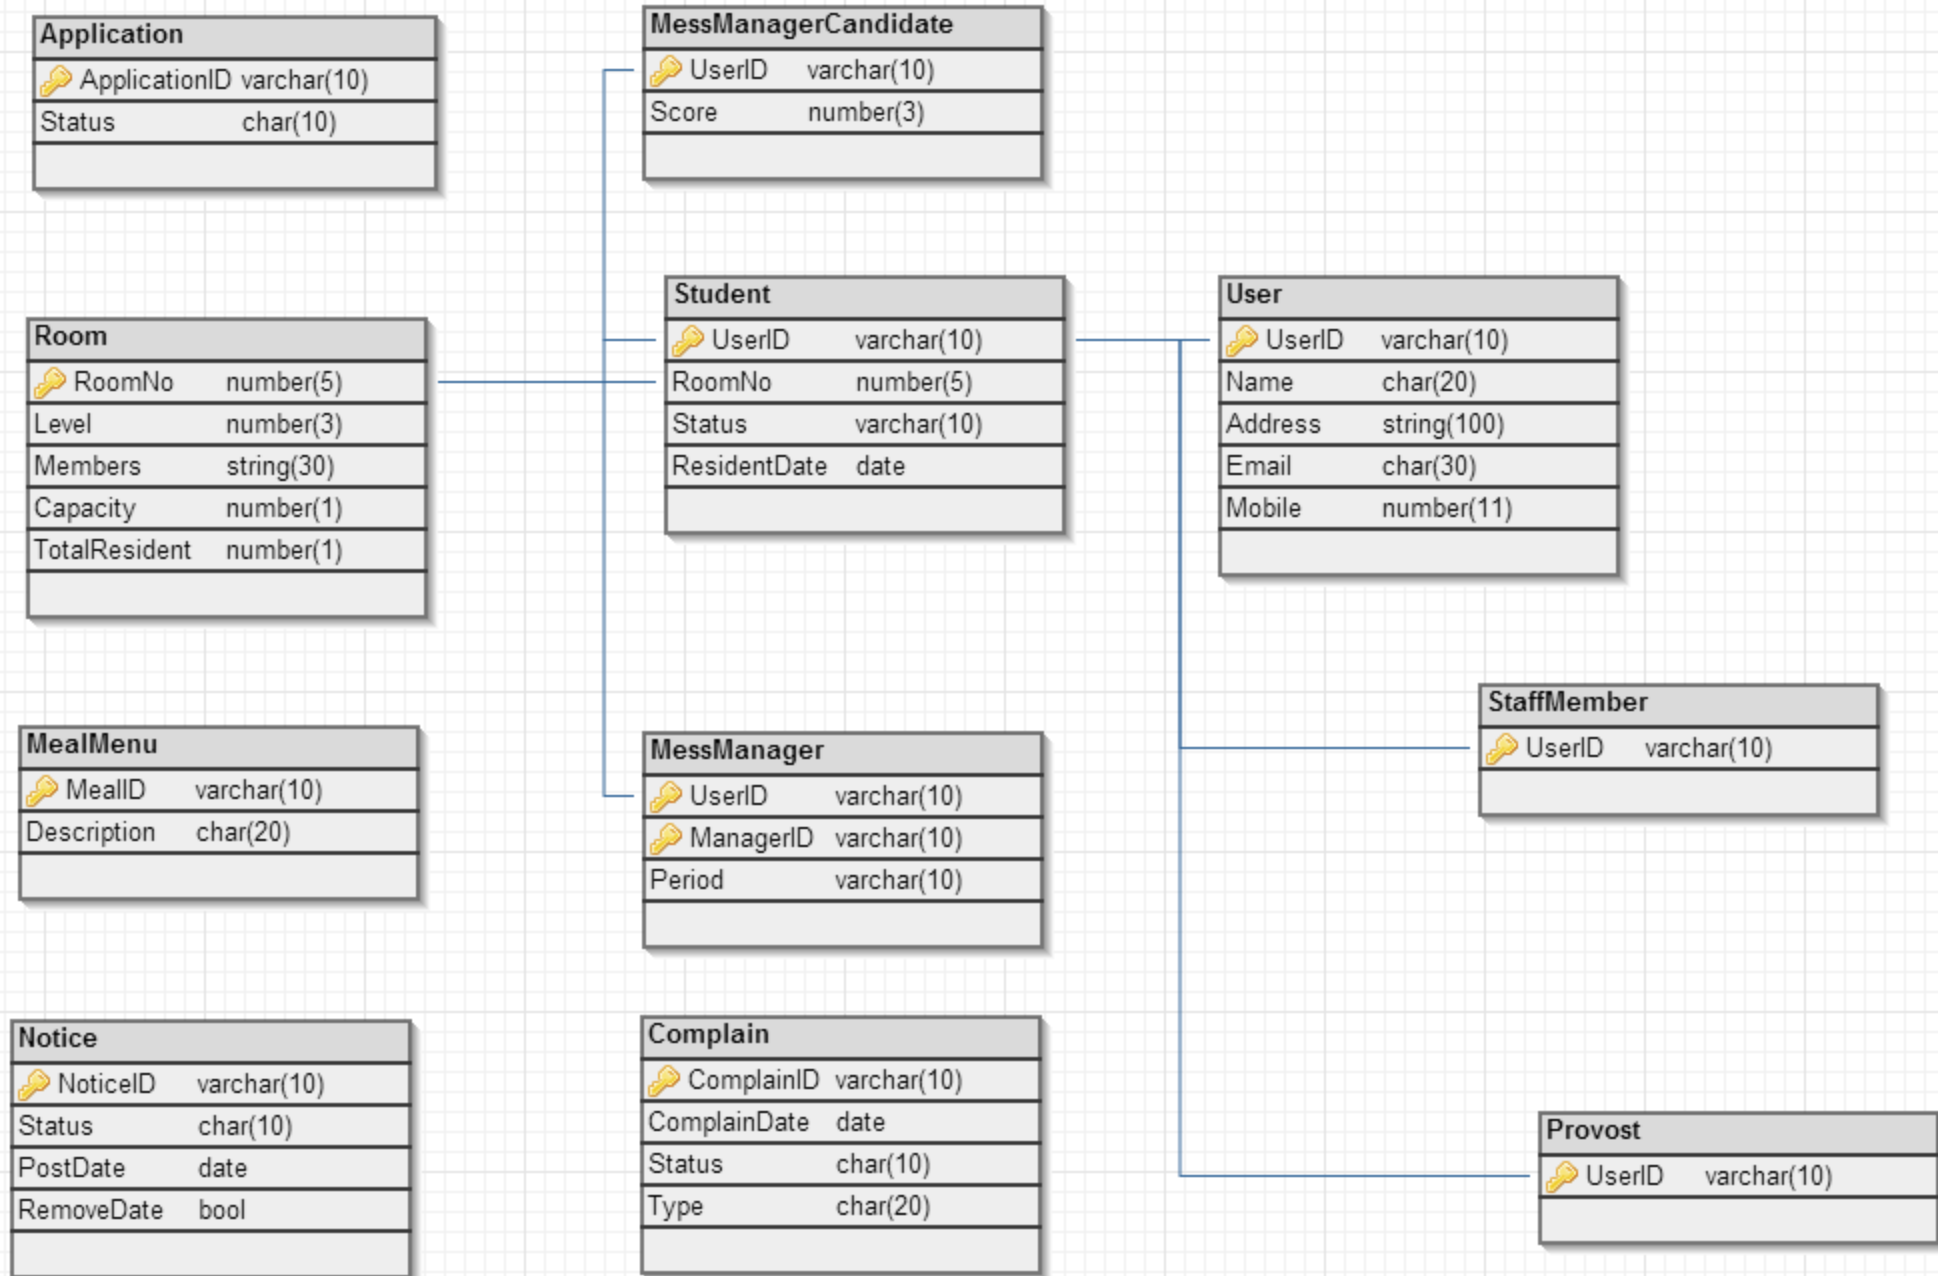 Application
ApplicationID varchar(10)
Status char(10)
MessManagerCandidate
UserID varchar(10)
Score number(3)
Room
RoomNo number(5)
Level number(3)
Members string(30)
Capacity number(1)
TotalResident number(1)
Student
UserID varchar(10)
RoomNo number(5)
Status varchar(10)
ResidentDate date
User
UserID varchar(10)
Name char(20)
Address string(100)
Email char(30)
Mobile number(11)
MealMenu
MealID varchar(10)
Description char(20)
MessManager
UserID varchar(10)
ManagerID varchar(10)
Period varchar(10)
StaffMember
UserID varchar(10)
Notice
NoticeID varchar(10)
Status char(10)
PostDate date
RemoveDate bool
Complain
ComplainID varchar(10)
ComplainDate date
Status char(10)
Type char(20)
Provost
UserID varchar(10)